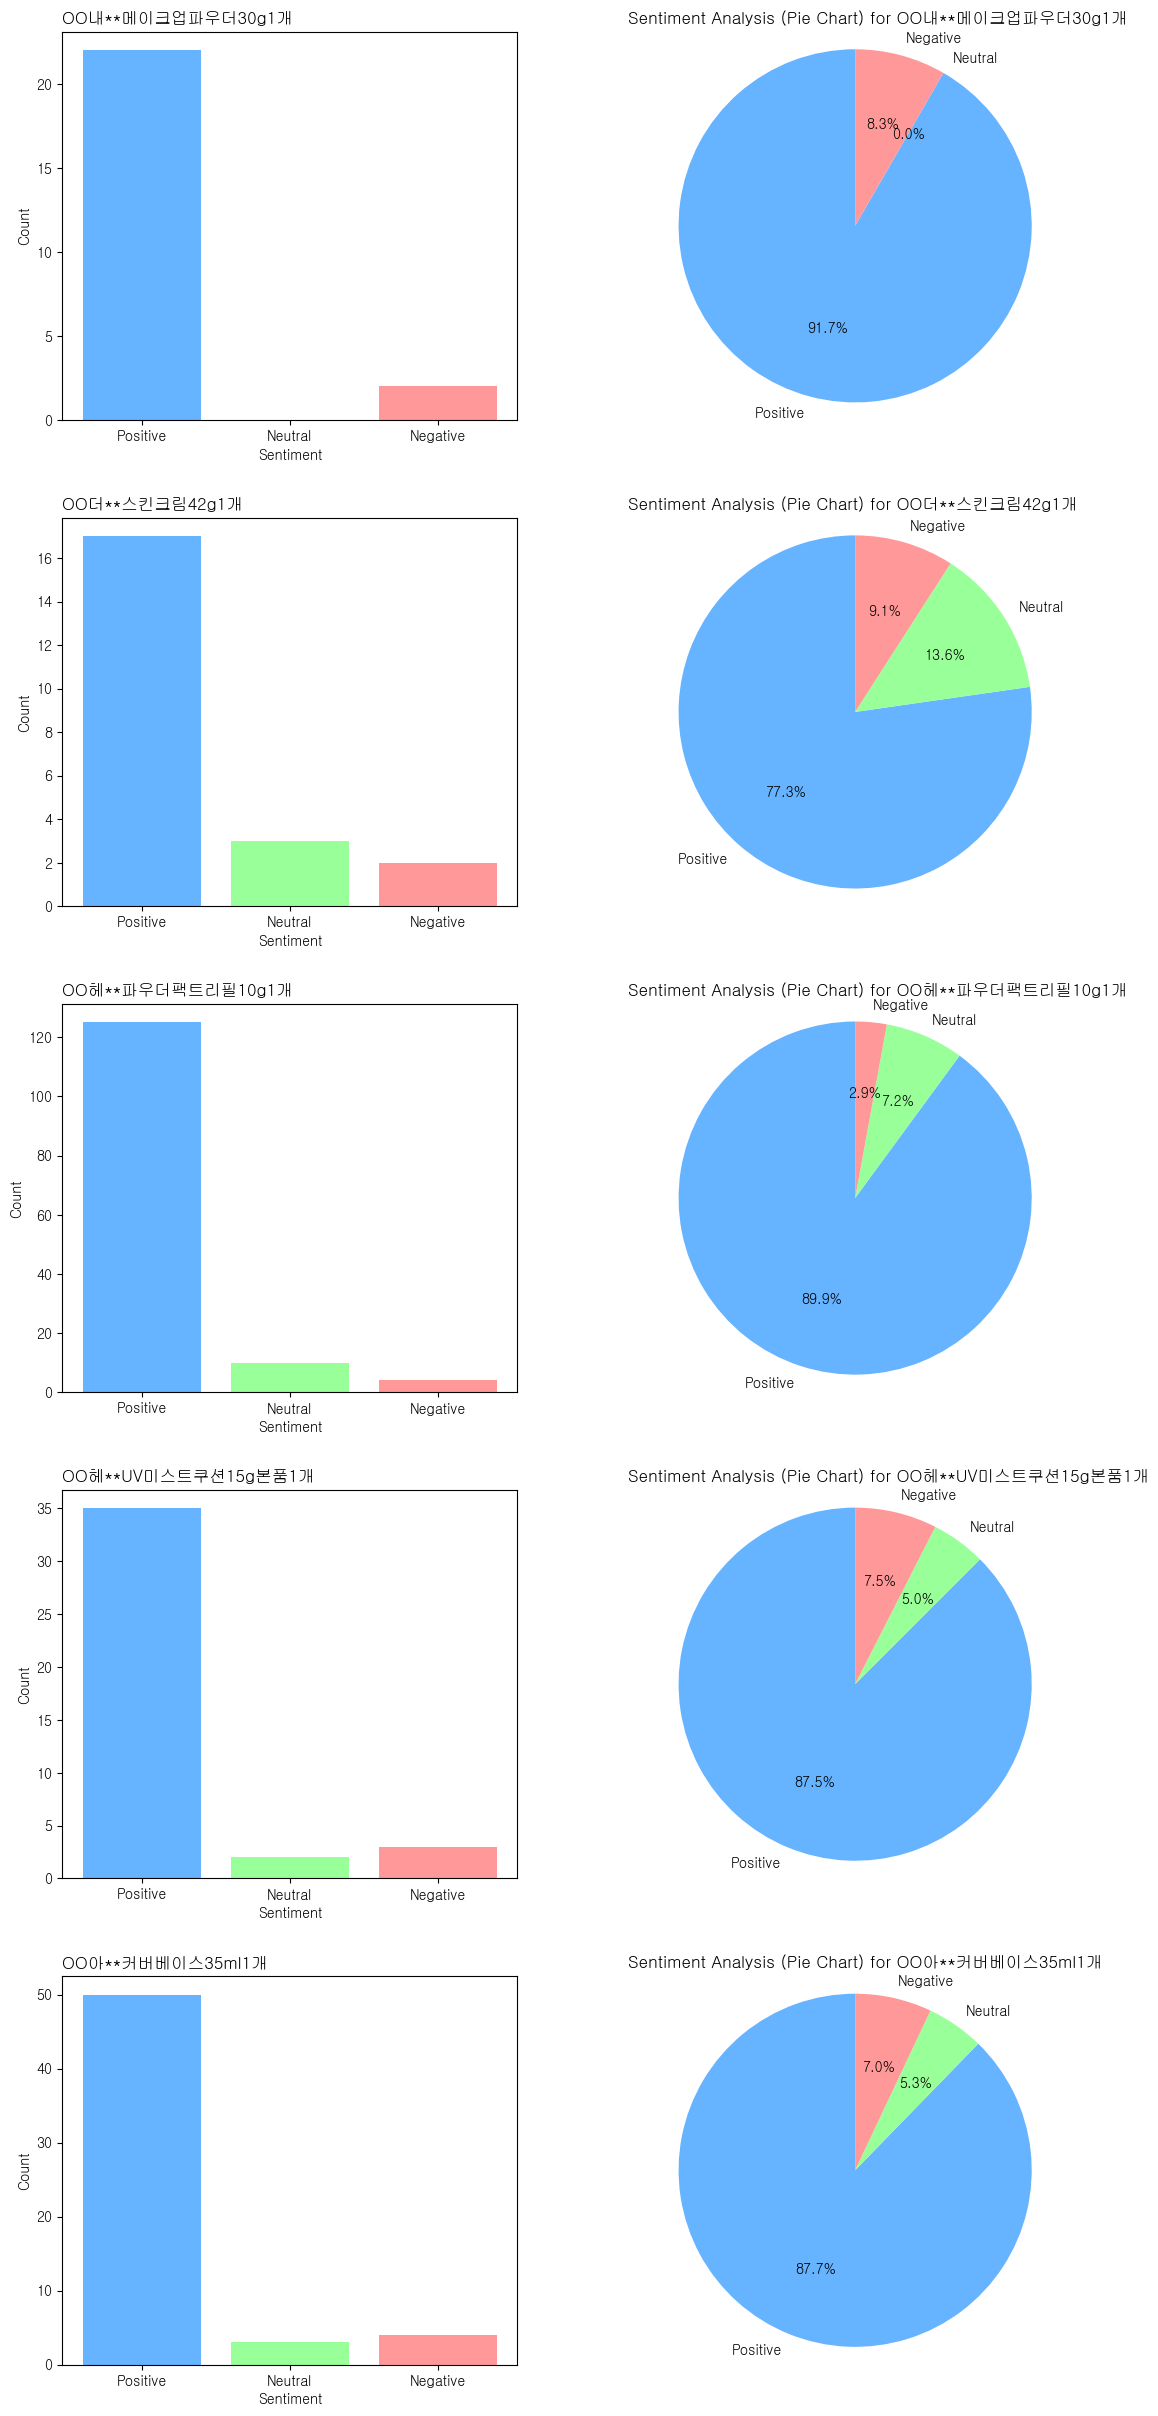 OO내**메이크업파우더30g1개
20
15
10
5
0
Count
Positive
Neutral
Negative
Sentiment
Sentiment Analysis (Pie Chart) for OO내**메이크업파우더30g1개
Negative
Neutral
8.3%
0.0%
91.7%
Positive
OO더**스킨크림42g1개
16
14
12
10
8
6
4
2
0
Count
Positive
Neutral
Negative
Sentiment
Sentiment Analysis (Pie Chart) for OO더**스킨크림42g1개
Negative
Neutral
9.1%
13.6%
77.3%
Positive
OO헤**파우더팩트리필10g1개
120
100
80
60
40
20
0
Count
Positive
Neutral
Negative
Sentiment
Sentiment Analysis (Pie Chart) for OO헤**파우더팩트리필10g1개
Negative
Neutral
2.9%
7.2%
89.9%
Positive
OO헤**UV미스트쿠션15g본품1개
35
30
25
20
15
10
5
0
Count
Positive
Neutral
Negative
Sentiment
Sentiment Analysis (Pie Chart) for OO헤**UV미스트쿠션15g본품1개
Negative
Neutral
7.5%
5.0%
87.5%
Positive
OO아**커버베이스35ml1개
50
40
30
20
10
0
Count
Positive
Neutral
Negative
Sentiment
Sentiment Analysis (Pie Chart) for OO아**커버베이스35ml1개
Negative
Neutral
7.0%
5.3%
87.7%
Positive